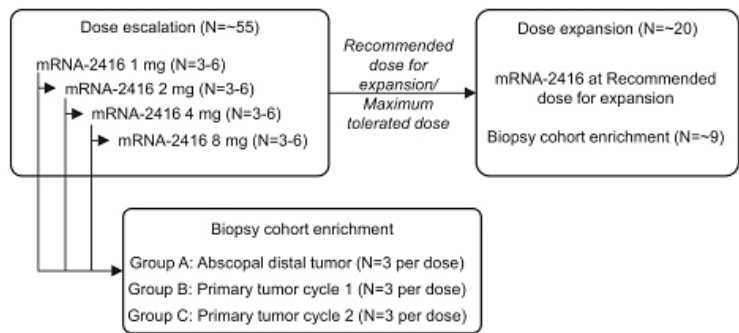 Dose escalation (N=~55)
mRNA-2416 1 mg (N=3-6)
mRNA-2416 2 mg (N=3-6)
mRNA-2416 4 mg (N=3-6)
mRNA-2416 8 mg (N=3-6)
Recommended
dose for
expansion/
Maximum
tolerated dose
Dose expansion (N=~20)
mRNA-2416 at Recommended
dose for expansion
Biopsy cohort enrichment (N=~9)
Biopsy cohort enrichment
Group A: Abscopal distal tumor (N=3 per dose)
Group B: Primary tumor cycle 1 (N=3 per dose)
Group C: Primary tumor cycle 2 (N=3 per dose)